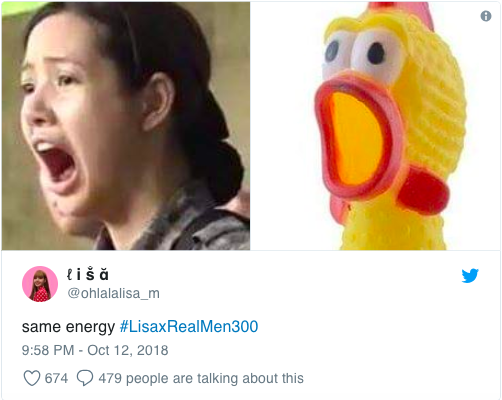 ℓ i s̊ ă
@ohlalalisa_m
same energy #LisaxRealMen300
9:58 PM - Oct 12, 2018
674 479 people are talking about this